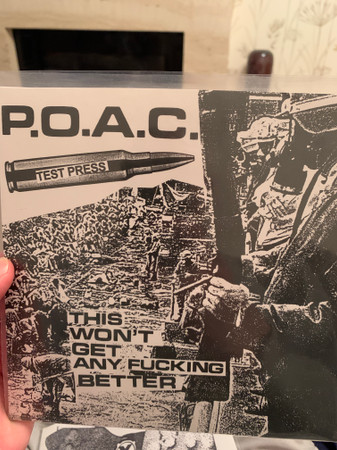 P.O.A.C.
TEST PRESS
THIS
WON'T
GET
ANY FUCKING
BETTER